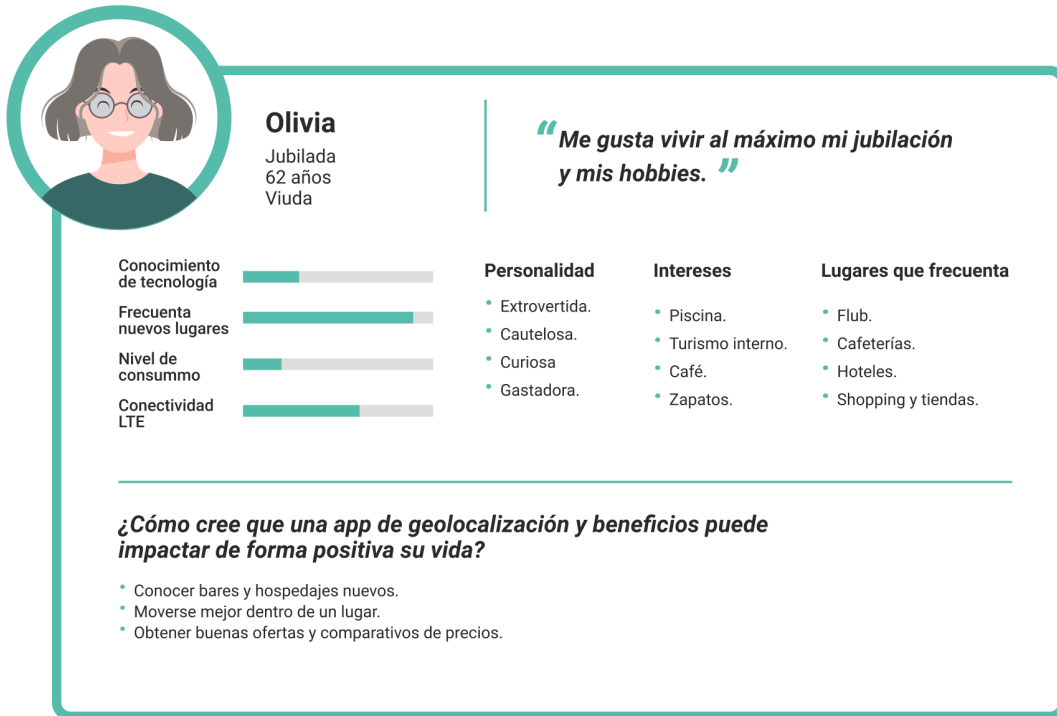 Olivia
Jubilada
62 años
Viuda
“Me gusta vivir al máximo mi jubilación
y mis hobbies. ”
Conocimiento
de tecnología
Frecuenta
nuevos lugares
Nivel de
consummo
Conectividad
LTE
Personalidad
• Extrovertida.
• Cautelosa.
• Curiosa
• Gastadora.
Intereses
• Piscina.
• Turismo interno.
• Café.
• Zapatos.
Lugares que frecuenta
• Flub.
• Cafeterías.
• Hoteles.
• Shopping y tiendas.
¿Cómo cree que una app de geolocalización y beneficios puede
impactar de forma positiva su vida?
• Conocer bares y hospedajes nuevos.
• Moverse mejor dentro de un lugar.
• Obtener buenas ofertas y comparativos de precios.